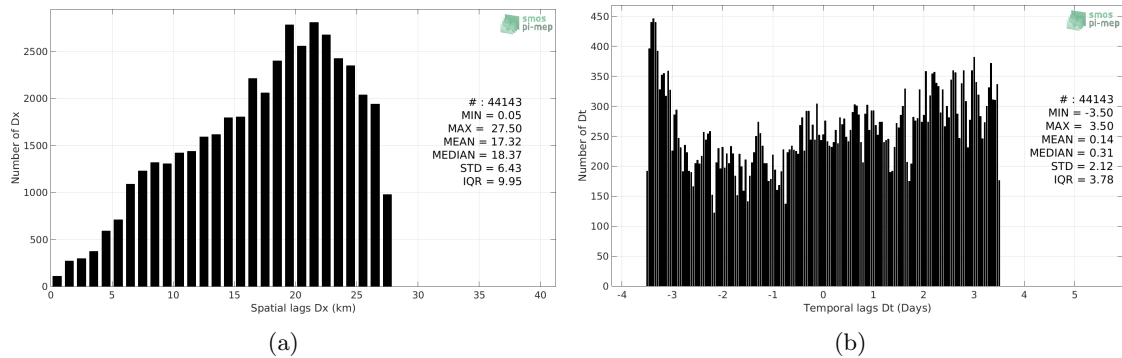 smos
pi-mep
2500
2000
1500
1000
500
0
Number of Dx
# : 44143
MIN = 0.05
MAX = 27.50
MEAN = 17.32
MEDIAN = 18.37
STD = 6.43
IQR = 9.95
0 5 10 15 20 25 30 35 40
Spatial lags Dx (km)
(a)
smos
pi-mep
450
400
350
300
250
200
150
100
50
0
Number of Dt
# : 44143
MIN = -3.50
MAX = 3.50
MEAN = 0.14
MEDIAN = 0.31
STD = 2.12
IQR = 3.78
-4 -3 -2 -1 0 1 2 3 4 5
Temporal lags Dt (Days)
(b)